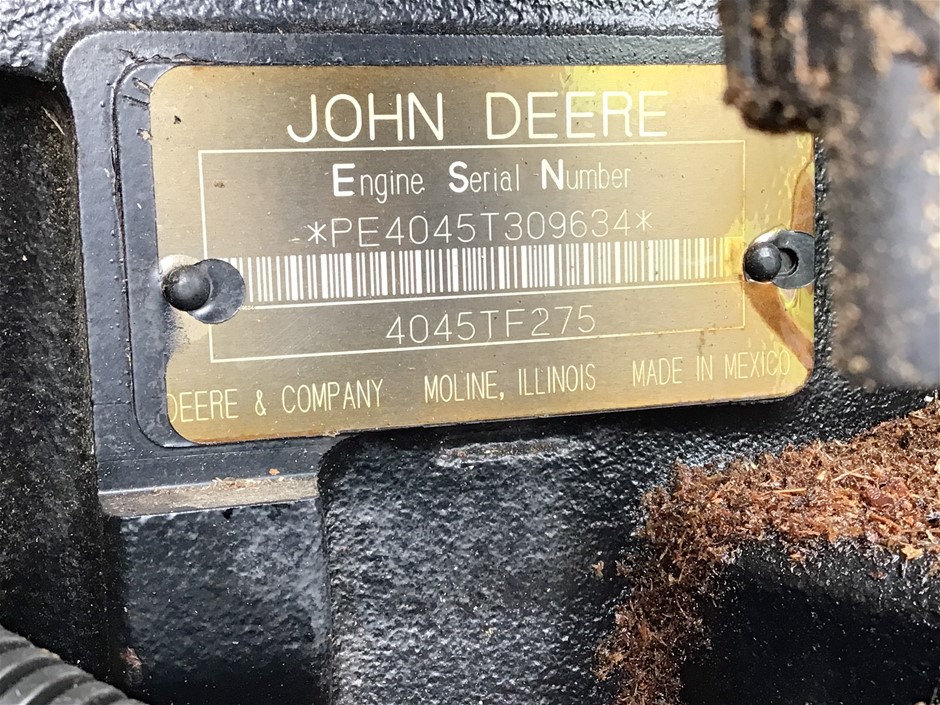 JOHN DEERE
Engine Serial Number
*PE4045T309634*
4045TF275
DEERE & COMPANY MOLINE, ILLINOIS MADE IN MEXICO